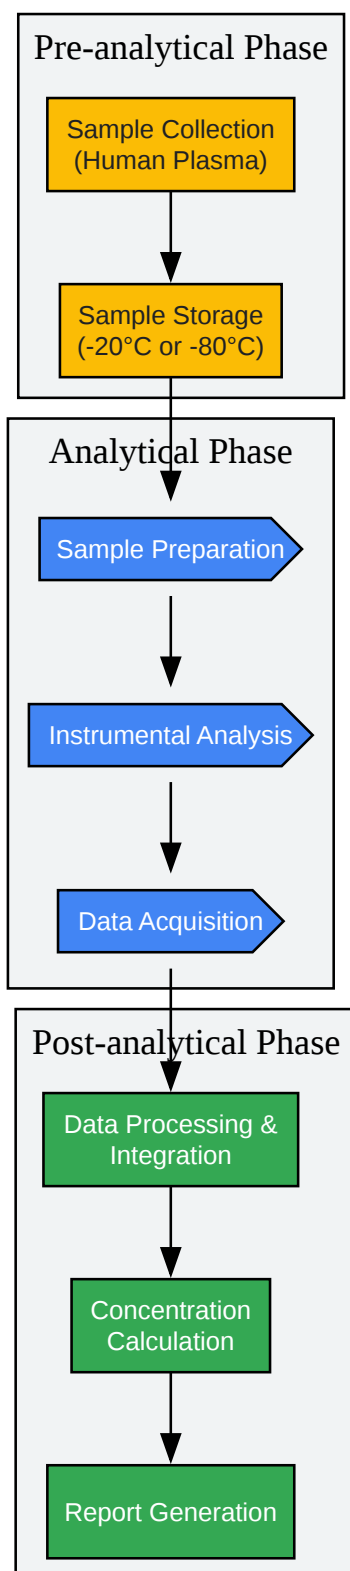 Pre-analytical Phase
Sample Collection
(Human Plasma)
Sample Storage
(-20°C or -80°C)
Analytical Phase
Sample Preparation
Instrumental Analysis
Data Acquisition
Post-analytical Phase
Data Processing &
Integration
Concentration
Calculation
Report Generation